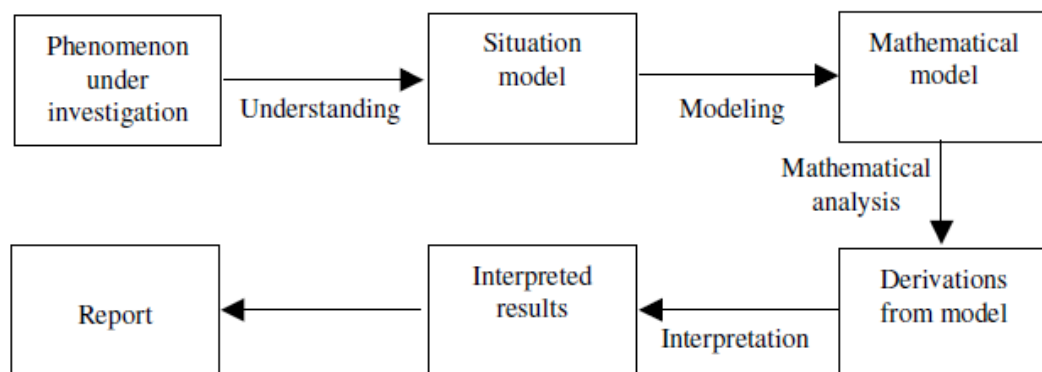 Phenomenon
under
investigation
Understanding
Situation
model
Modeling
Mathematical
model
Mathematical
analysis
Derivations
from model
Interpretation
Interpreted
results
Report